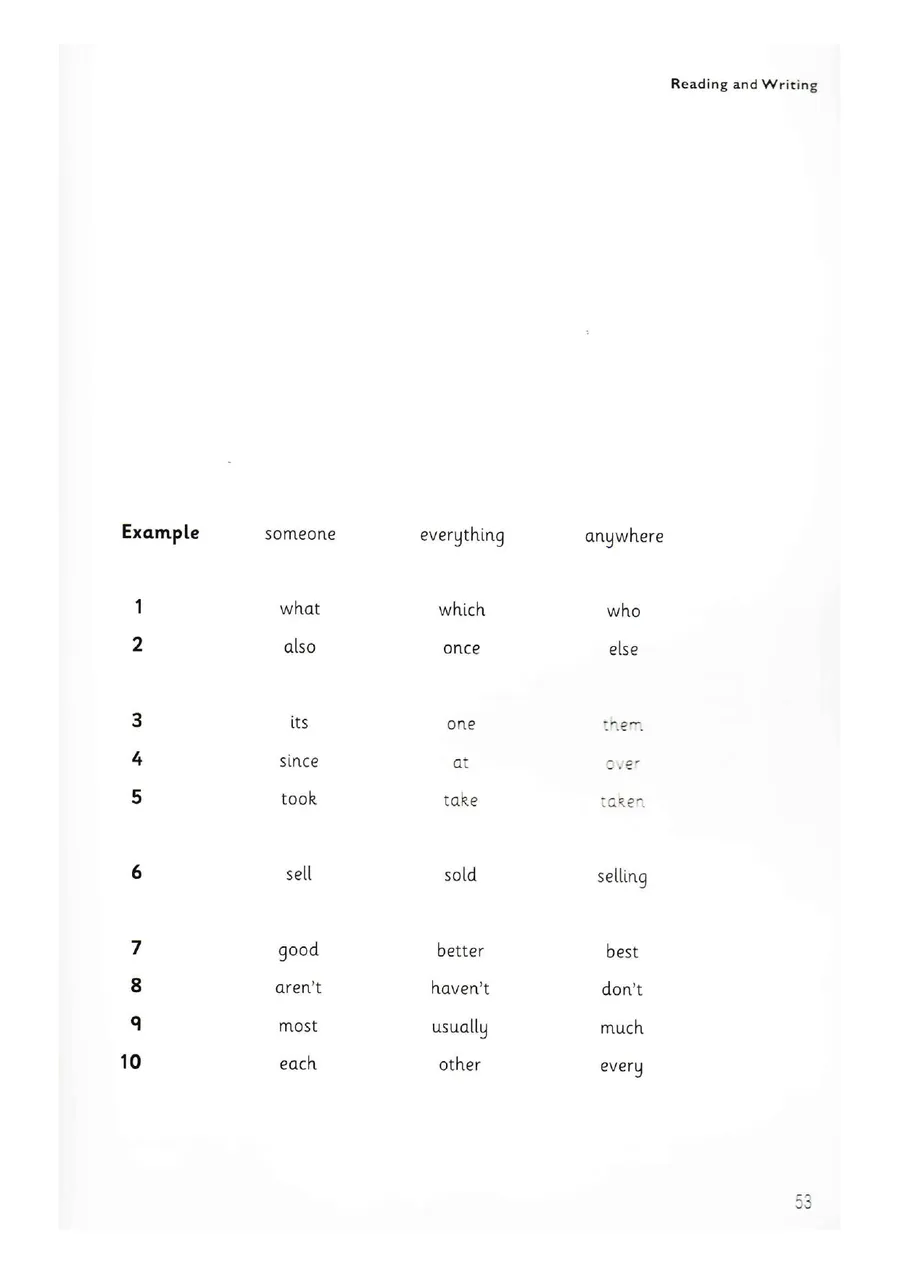 Reading and Writing
Example someone everything anywhere
1 what which who
2 also once else
3 its one them
4 since at over
5 took take taken
6 sell sold selling
7 good better best
8 aren't haven't don't
9 most usually much
10 each other every
53